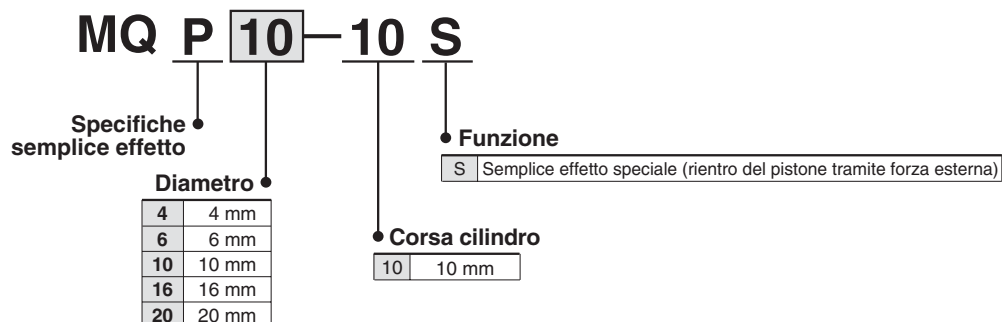 MQ P 10 — 10 S
Specifiche
semplice effetto
Funzione
S Semplice effetto speciale (rientro del pistone tramite forza esterna)
Diametro
4 4 mm
6 6 mm
10 10 mm
16 16 mm
20 20 mm
Corsa cilindro
10 10 mm